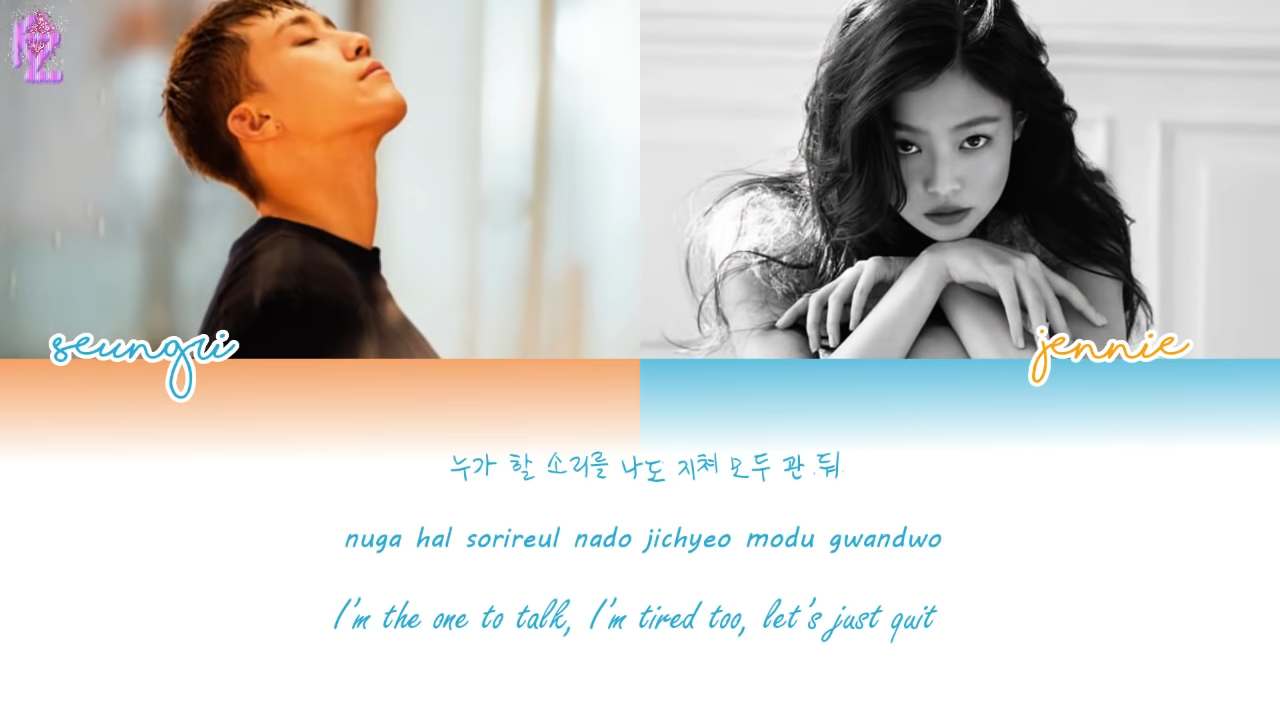 seungri
jennie
누가 할 소리를 나도 지쳐 모두 관 둬
nuga hal sorireul nado jichyeo modu gwandwo
I'm the one to talk, I'm tired too, let's just quit